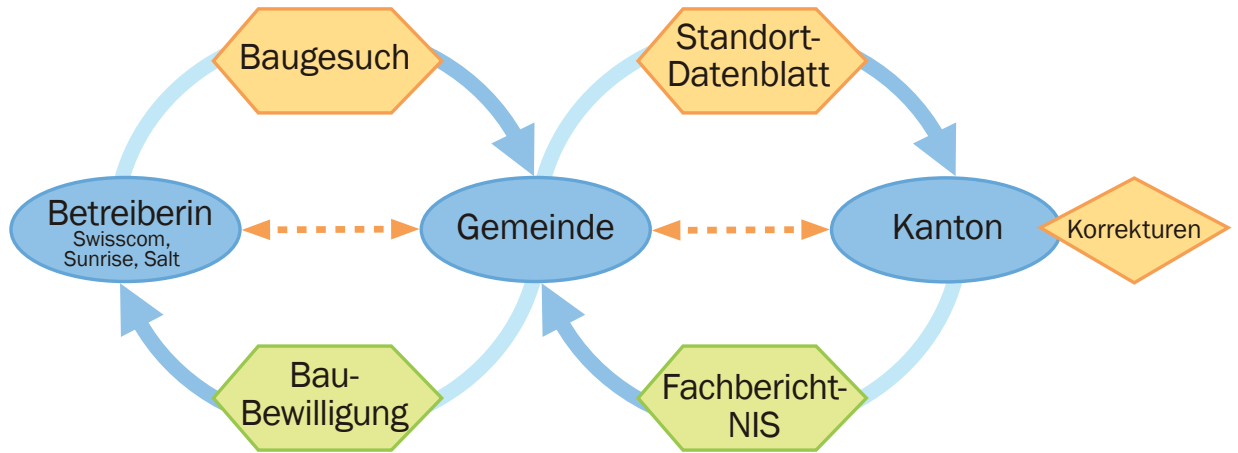 Baugesuch
Standort-
Datenblatt
Betreiberin
Swisscom,
Sunrise, Salt
Gemeinde
Kanton
Korrekturen
Bau-
Bewilligung
Fachbericht-
NIS